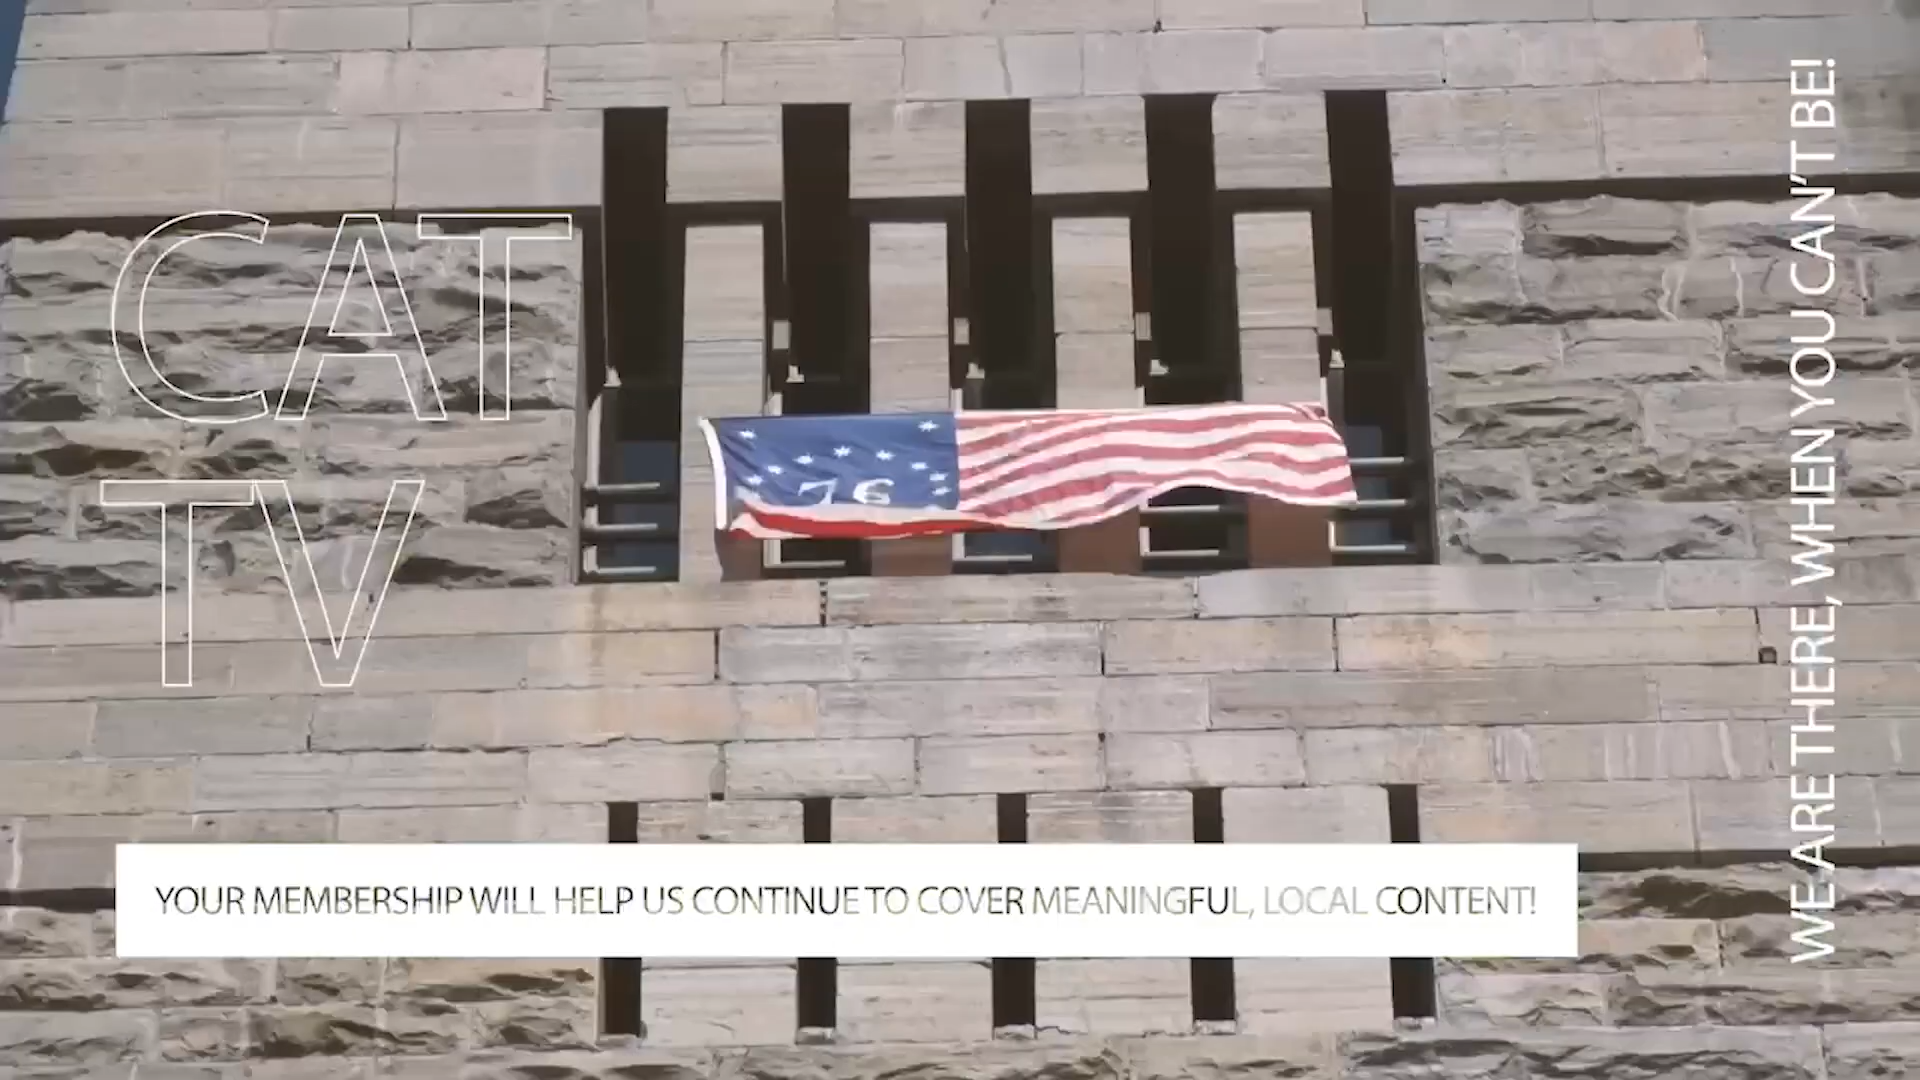 CAT
TV
76
YOUR MEMBERSHIP WILL HELP US CONTINUE TO COVER MEANINGFUL, LOCAL CONTENT!
WE ARE THERE, WHEN YOU CAN'T BE!